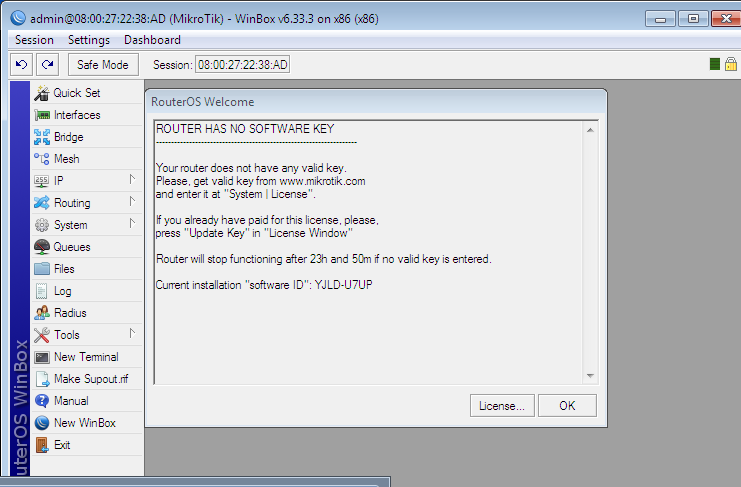 admin@08:00:27:22:38:AD (MikroTik) - WinBox v6.33.3 on x86 (x86)
Session Settings Dashboard
Safe Mode Session: 08:00:27:22:38:AD
Quick Set
Interfaces
Bridge
Mesh
IP
Routing
System
Queues
Files
Log
Radius
Tools
New Terminal
Make Supout.rif
Manual
New WinBox
Exit
uterOS WinBox
RouterOS Welcome
ROUTER HAS NO SOFTWARE KEY
----------------------------------------------------------------
Your router does not have any valid key.
Please, get valid key from www.mikrotik.com
and enter it at "System | License".
If you already have paid for this license, please,
press "Update Key" in "License Window"
Router will stop functioning after 23h and 50m if no valid key is entered.
Current installation "software ID": YJLD-U7UP
License... OK